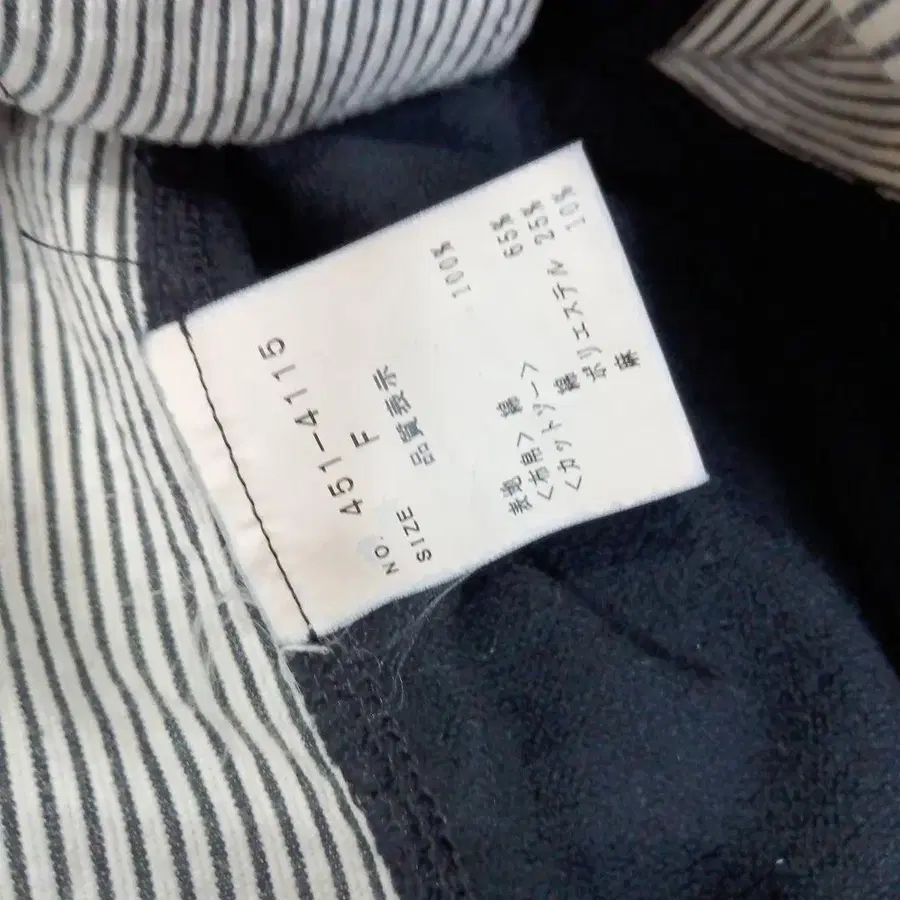 NO. 451-4115
SIZE F
品質表示
表地 綿 100%
<布帛>
<カットソー>
綿 65%
ポリエステル 25%
麻 10%